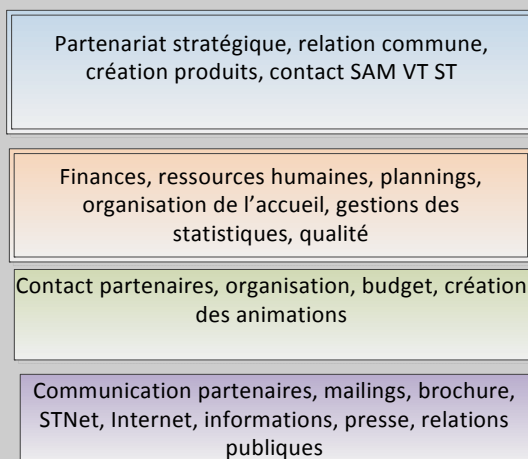 Partenariat stratégique, relation commune,
création produits, contact SAM VT ST
Finances, ressources humaines, plannings,
organisation de l’accueil, gestions des
statistiques, qualité
Contact partenaires, organisation, budget, création
des animations
Communication partenaires, mailings, brochure,
STNet, Internet, informations, presse, relations
publiques